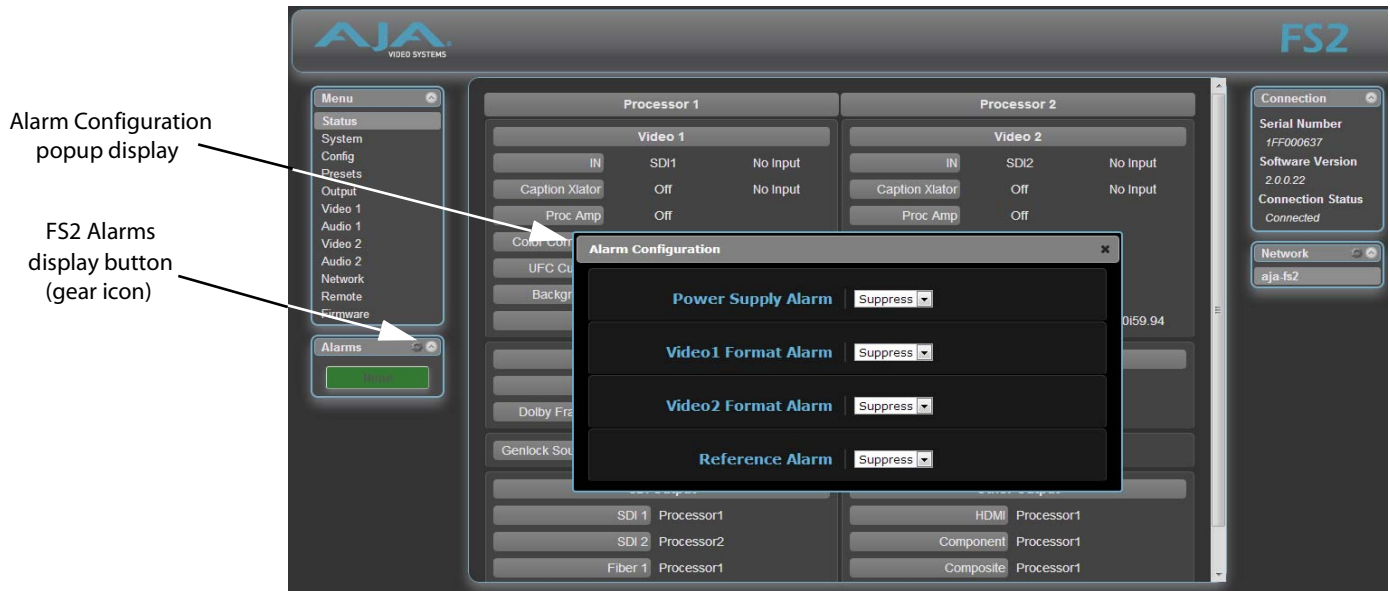 AJA
VIDEO SYSTEMS
FS2
Alarm Configuration
popup display
FS2 Alarms
display button
(gear icon)
Menu
Status
System
Config
Presets
Output
Video 1
Audio 1
Video 2
Audio 2
Network
Remote
Firmware
Alarms
None
Processor 1
Processor 2
Video 1
Video 2
IN SDI1 No Input
IN SDI2 No Input
Caption Xlator Off No Input
Caption Xlator Off No Input
Proc Amp Off
Proc Amp Off
UFC
Dolby
Genlock
Alarm Configuration
Power Supply Alarm Suppress
Video1 Format Alarm Suppress
Video2 Format Alarm Suppress
Reference Alarm Suppress
0i59.94
SDI 1 Processor1
HDMI Processor1
SDI 2 Processor2
Component Processor1
Fiber 1 Processor1
Composite Processor1
Connection
Serial Number
1FF000637
Software Version
2.0.0.22
Connection Status
Connected
Network
aja-fs2